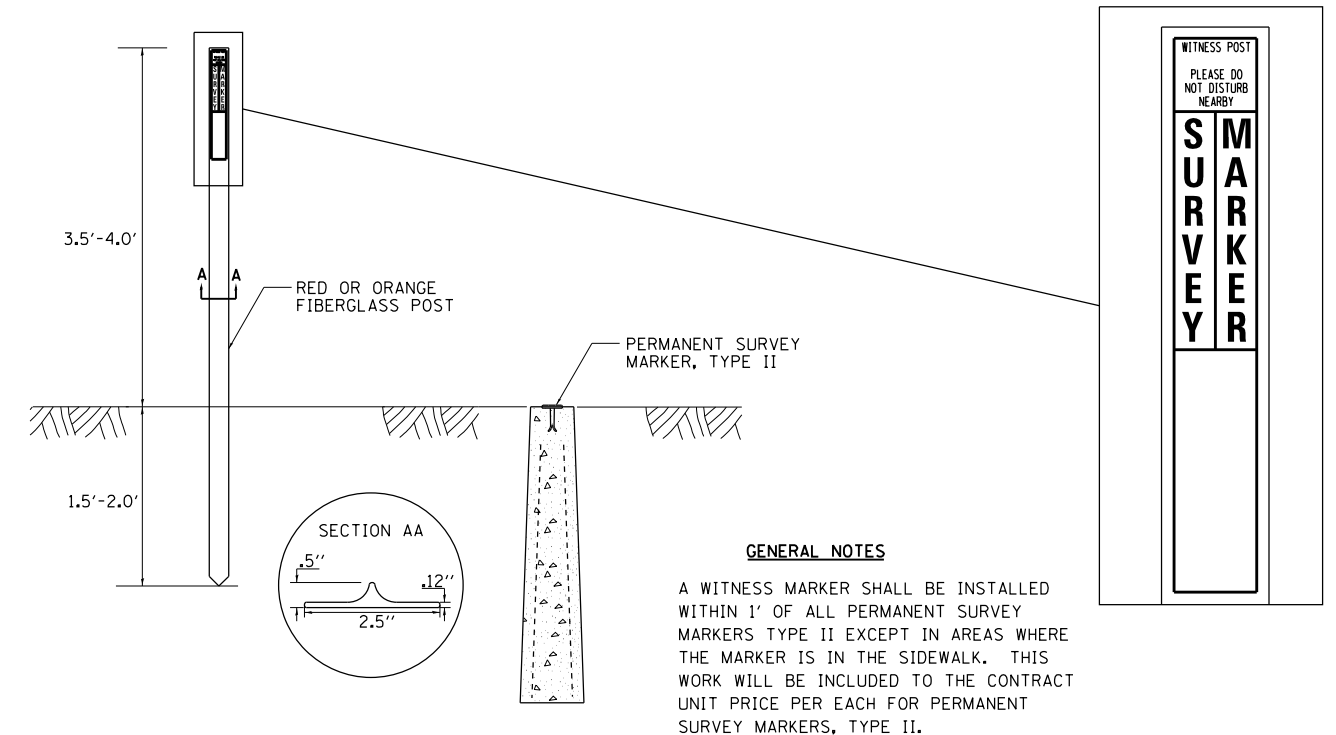 WITNESS POST
PLEASE DO
NOT DISTURB
NEARBY
SURVEY
MARKER
3.5'-4.0'
A A
RED OR ORANGE
FIBERGLASS POST
PERMANENT SURVEY
MARKER, TYPE II
1.5'-2.0'
SECTION AA
.5''
.12''
2.5''
GENERAL NOTES
A WITNESS MARKER SHALL BE INSTALLED
WITHIN 1' OF ALL PERMANENT SURVEY
MARKERS TYPE II EXCEPT IN AREAS WHERE
THE MARKER IS IN THE SIDEWALK. THIS
WORK WILL BE INCLUDED TO THE CONTRACT
UNIT PRICE PER EACH FOR PERMANENT
SURVEY MARKERS, TYPE II.